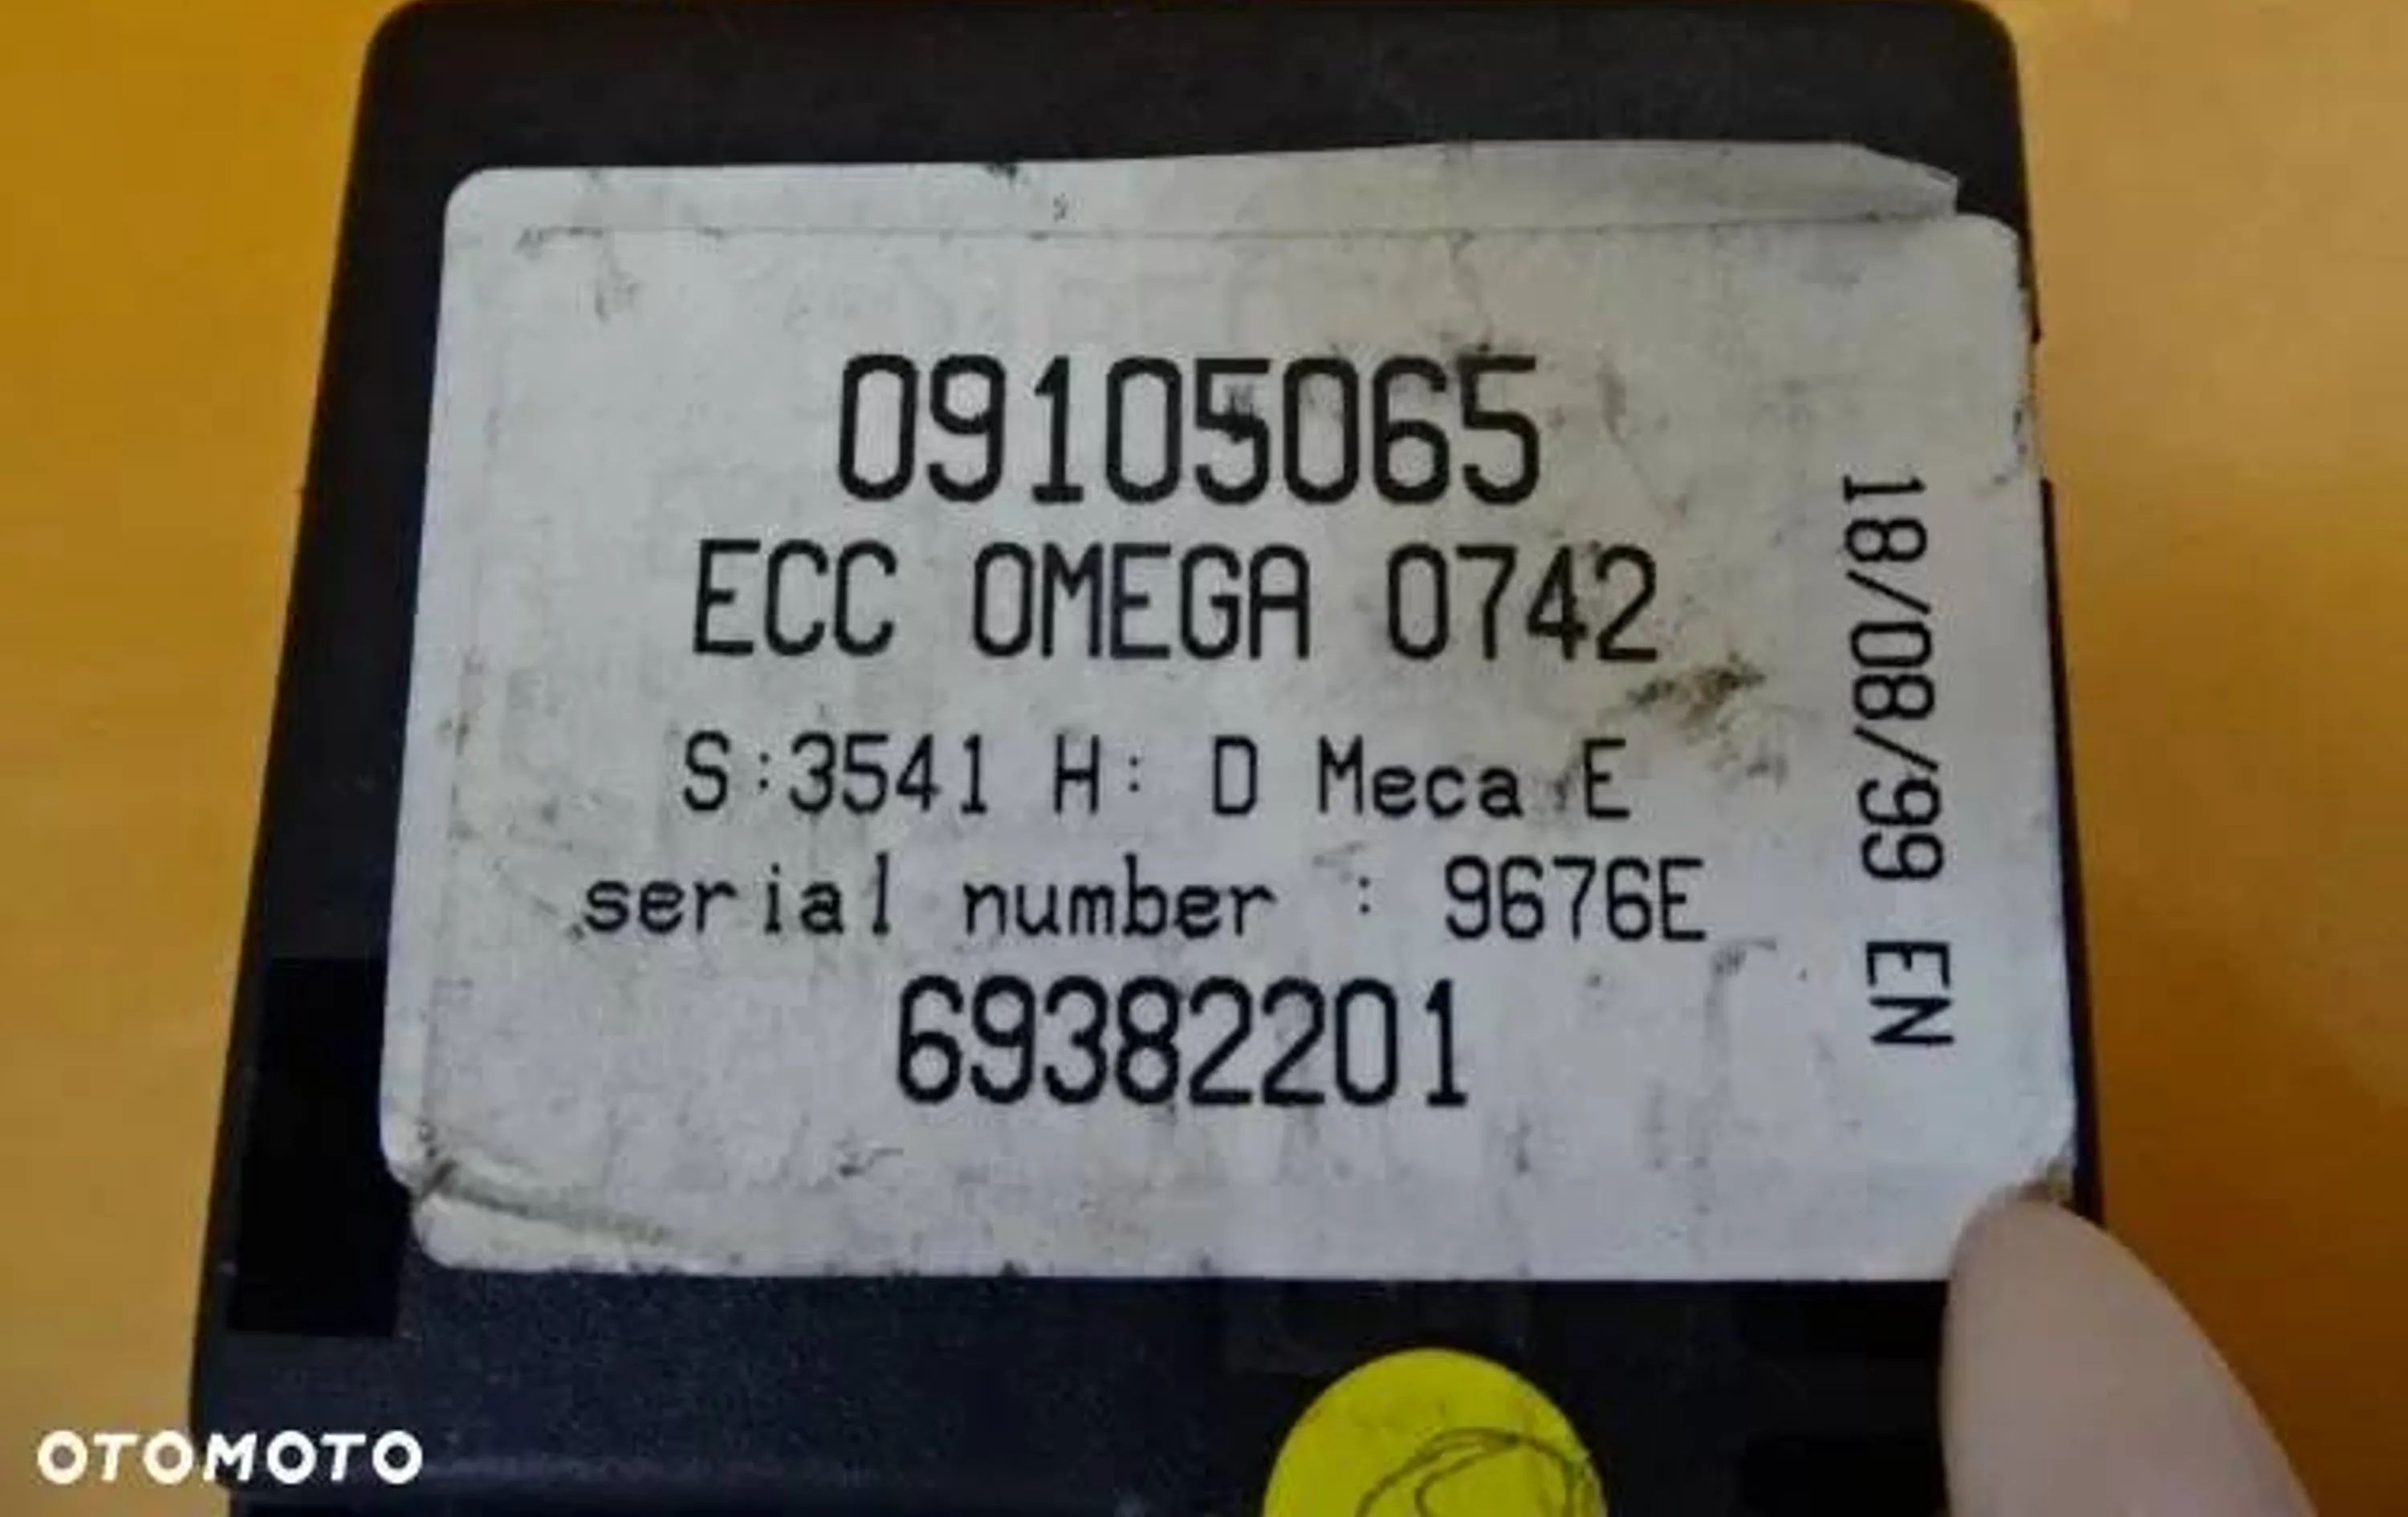 09105065
ECC OMEGA 0742
S:3541 H: D Meca E
serial number : 9676E
69382201
18/08/99 EN
OTOMOTO